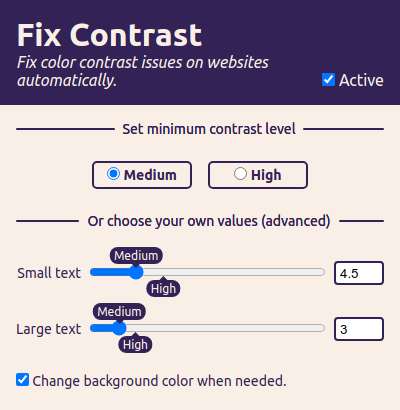 Fix Contrast
Fix color contrast issues on websites
automatically.
Active
Set minimum contrast level
Medium
High
Or choose your own values (advanced)
Medium
Small text
4.5
High
Medium
Large text
3
High
Change background color when needed.